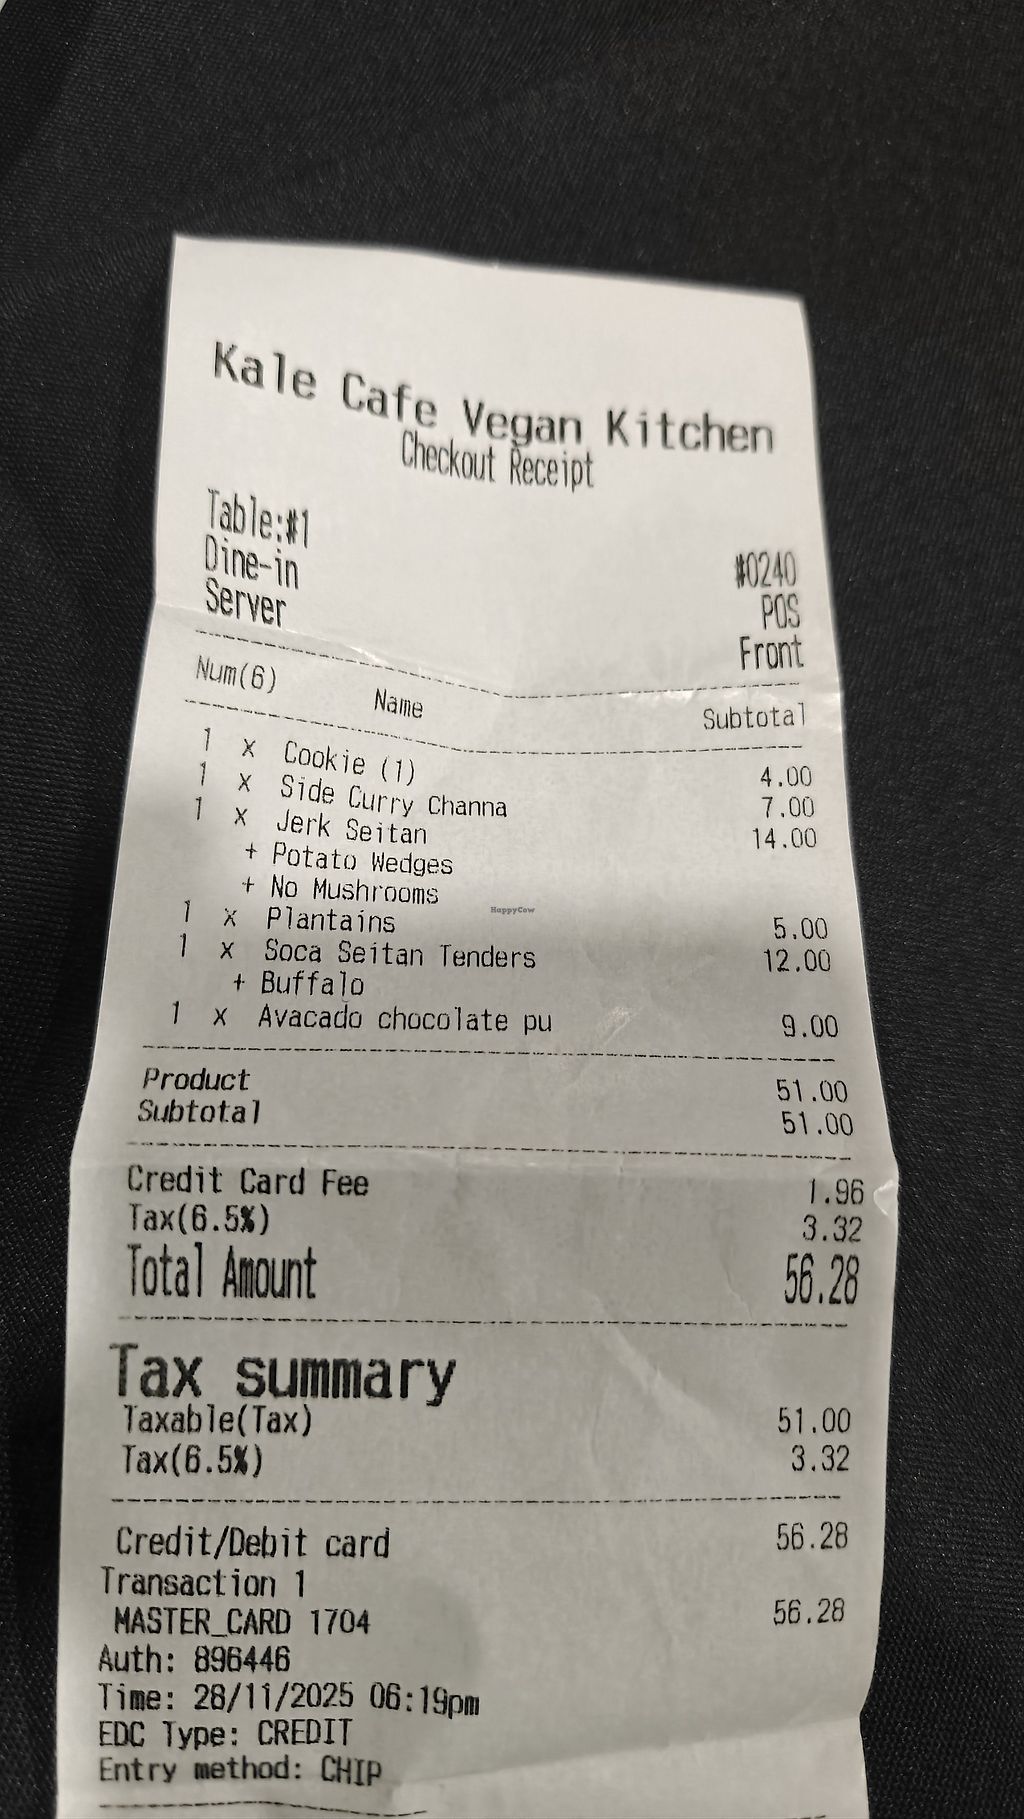 Kale Cafe Vegan Kitchen
Checkout Receipt
Table:#1
Dine-in #0240
Server POS
Front
Num(6) Name Subtotal
1 x Cookie (1) 4.00
1 x Side Curry Channa 7.00
1 x Jerk Seitan 14.00
+ Potato Wedges
+ No Mushrooms
HappyCow
1 x Plantains 5.00
1 x Soca Seitan Tenders 12.00
+ Buffalo
1 x Avacado chocolate pu 9.00
Product 51.00
Subtotal 51.00
Credit Card Fee 1.96
Tax(6.5%) 3.32
Total Amount 56.28
Tax summary
Taxable(Tax) 51.00
Tax(6.5%) 3.32
Credit/Debit card 56.28
Transaction 1
MASTER_CARD 1704 56.28
Auth: 896446
Time: 28/11/2025 06:19pm
EDC Type: CREDIT
Entry method: CHIP